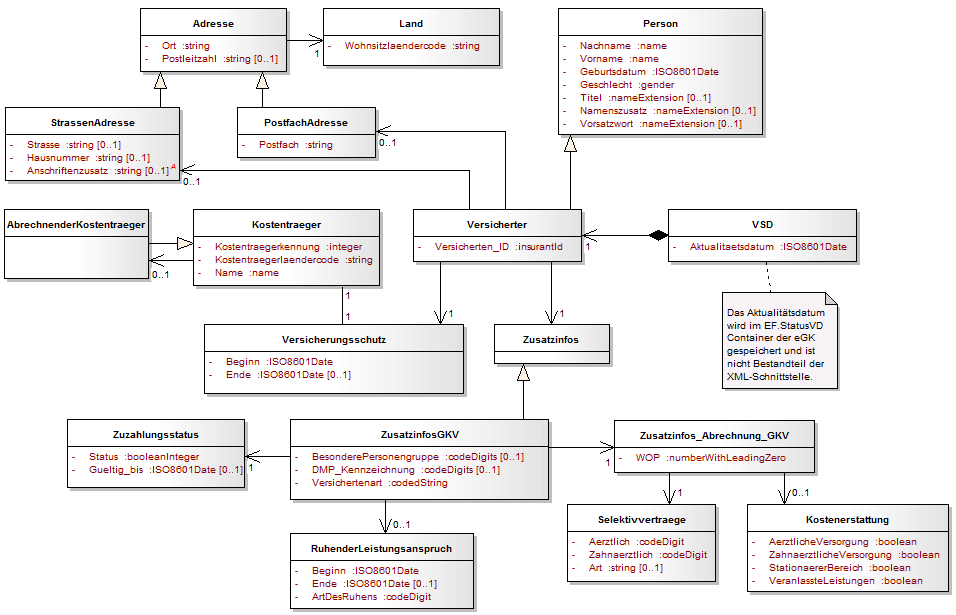 Adresse
- Ort :string
- Postleitzahl :string [0..1]
1
Land
- Wohnsitzlaendercode :string
Person
- Nachname :name
- Vorname :name
- Geburtsdatum :ISO8601Date
- Geschlecht :gender
- Titel :nameExtension [0..1]
- Namenszusatz :nameExtension [0..1]
- Vorsatzwort :nameExtension [0..1]
StrassenAdresse
- Strasse :string [0..1]
- Hausnummer :string [0..1]
- Anschriftenzusatz :string [0..1] A
0..1
PostfachAdresse
- Postfach :string
0..1
AbrechnenderKostentraeger
0..1
Kostentraeger
- Kostentraegerkennung :integer
- Kostentraegerlaendercode :string
- Name :name
1
1
Versicherter
- Versicherten_ID :insurantId
1
VSD
- Aktualitaetsdatum :ISO8601Date
Das Aktualitätsdatum
wird im EF.StatusVD
Container der eGK
gespeichert und ist
nicht Bestandteil der
XML-Schnittstelle.
1
1
Versicherungsschutz
- Beginn :ISO8601Date
- Ende :ISO8601Date [0..1]
Zusatzinfos
Zuzahlungsstatus
- Status :booleanInteger
- Gueltig_bis :ISO8601Date [0..1]
1
ZusatzinfosGKV
- BesonderePersonengruppe :codeDigits [0..1]
- DMP_Kennzeichnung :codeDigits [0..1]
- Versichertenart :codedString
1
Zusatzinfos_Abrechnung_GKV
- WOP :numberWithLeadingZero
0..1
1
0..1
RuhenderLeistungsanspruch
- Beginn :ISO8601Date
- Ende :ISO8601Date [0..1]
- ArtDesRuhens :codeDigit
Selektivvertraege
- Aerztlich :codeDigit
- Zahnaerztlich :codeDigit
- Art :string [0..1]
Kostenerstattung
- AerztlicheVersorgung :boolean
- ZahnaerztlicheVersorgung :boolean
- StationaererBereich :boolean
- VeranlassteLeistungen :boolean